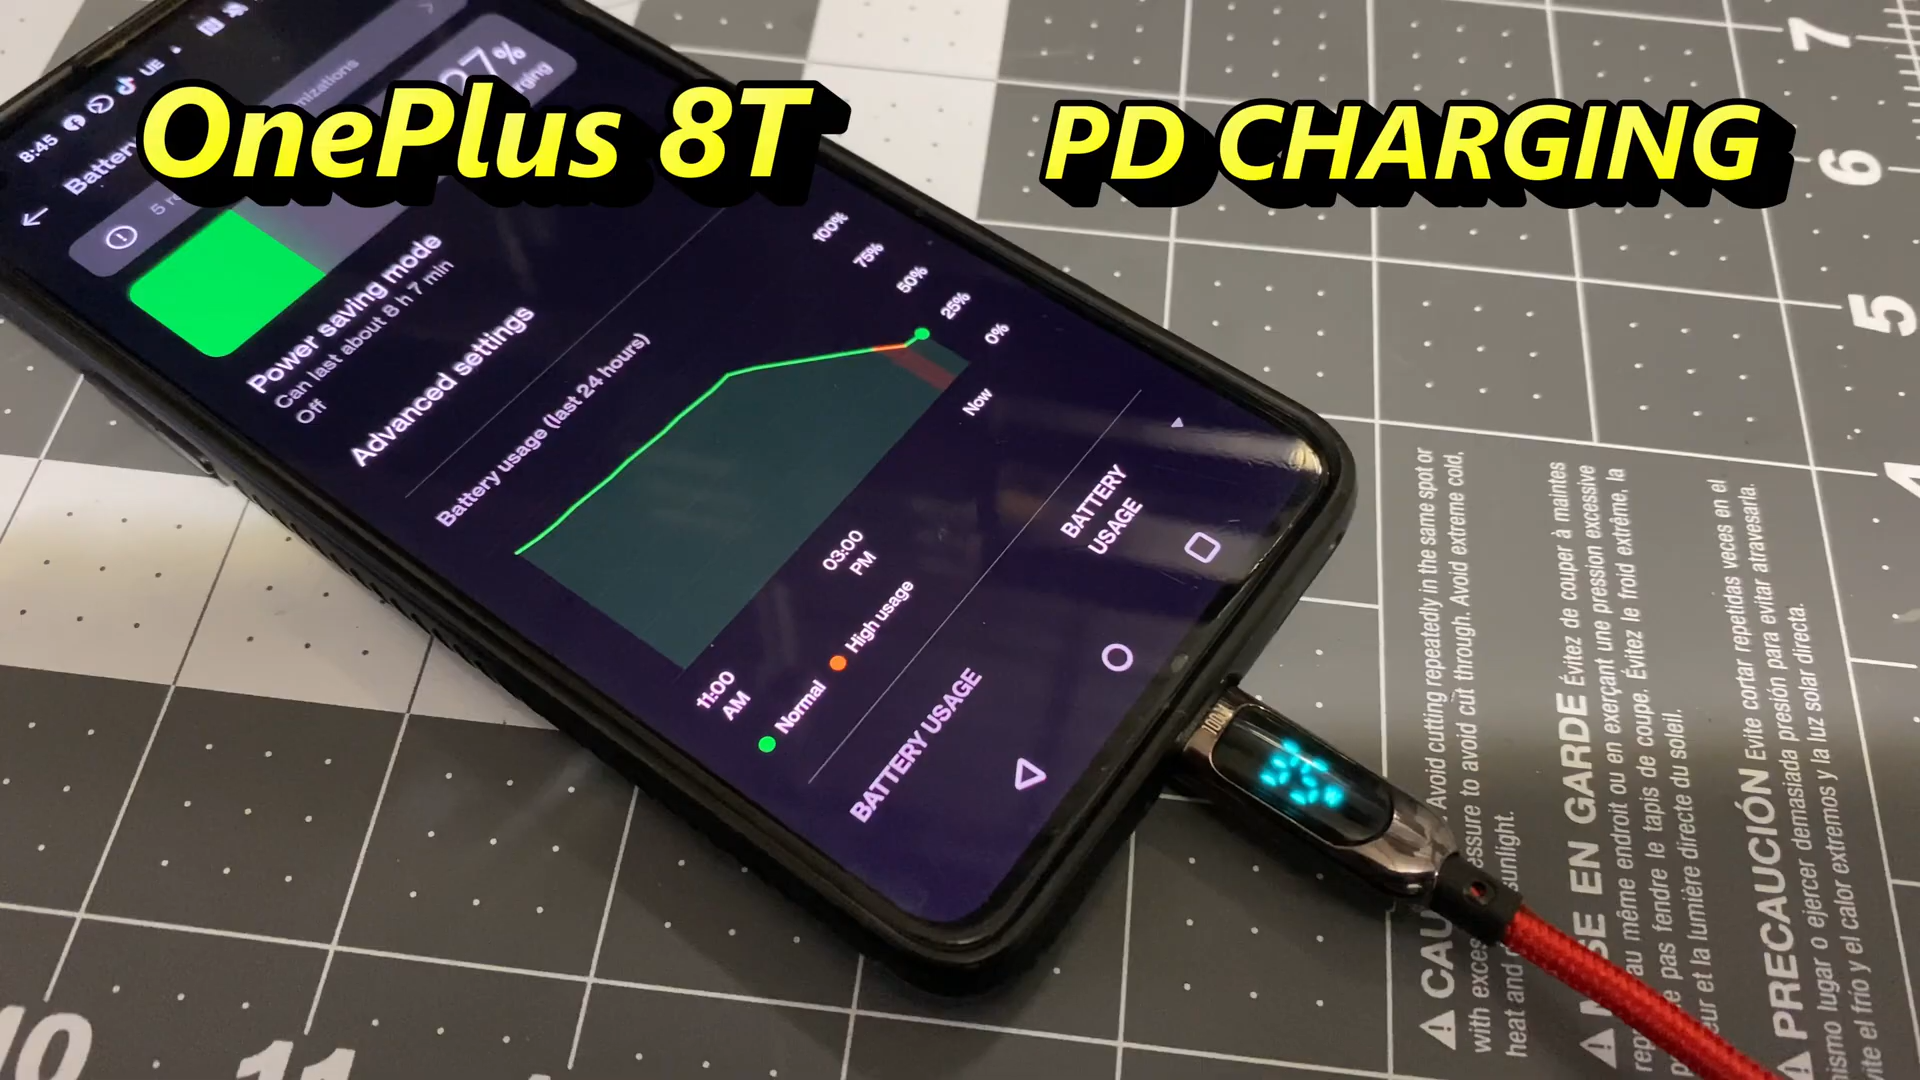 OnePlus 8T
PD CHARGING
8:45
UE
Power saving mode
Can last about 8 h 7 min
Off
Advanced settings
Battery usage (last 24 hours)
100%
75%
50%
25%
0%
11:00
AM
03:00
PM
Now
Normal
High usage
BATTERY USAGE
BATTERY
USAGE
100W
7
6
5
4
10
11
Avoid cutting repeatedly in the same spot or
to avoid cut through. Avoid extreme cold,
heat and
sunlight.
MISE EN GARDE Évitez de couper à maintes
au même endroit ou en exerçant une pression excessive
pas fendre le tapis de coupe. Évitez le froid extrême, la
et la lumière directe du soleil.
PRECAUCIÓN Evite cortar repetidas veces en el
mismo lugar o ejercer demasiada presión para evitar atravesarla.
Evite el frío y el calor extremos y la luz solar directa.